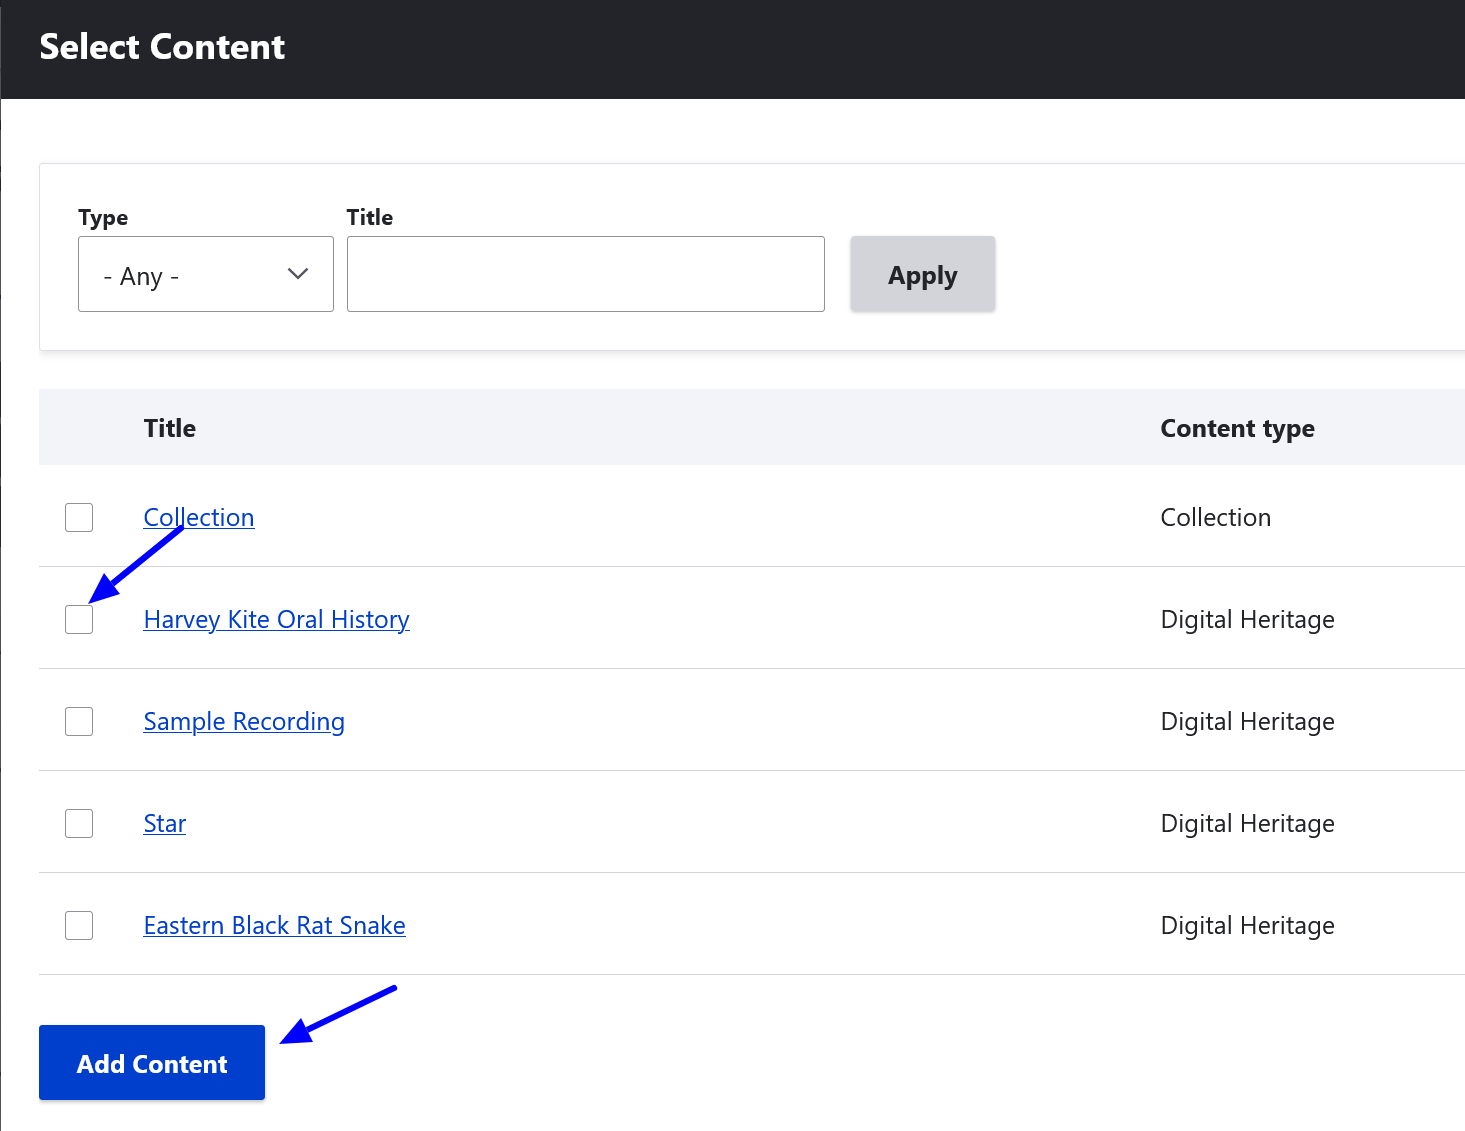 Select Content
Type Title
- Any - Apply
Title Content type
Collection Collection
Harvey Kite Oral History Digital Heritage
Sample Recording Digital Heritage
Star Digital Heritage
Eastern Black Rat Snake Digital Heritage
Add Content